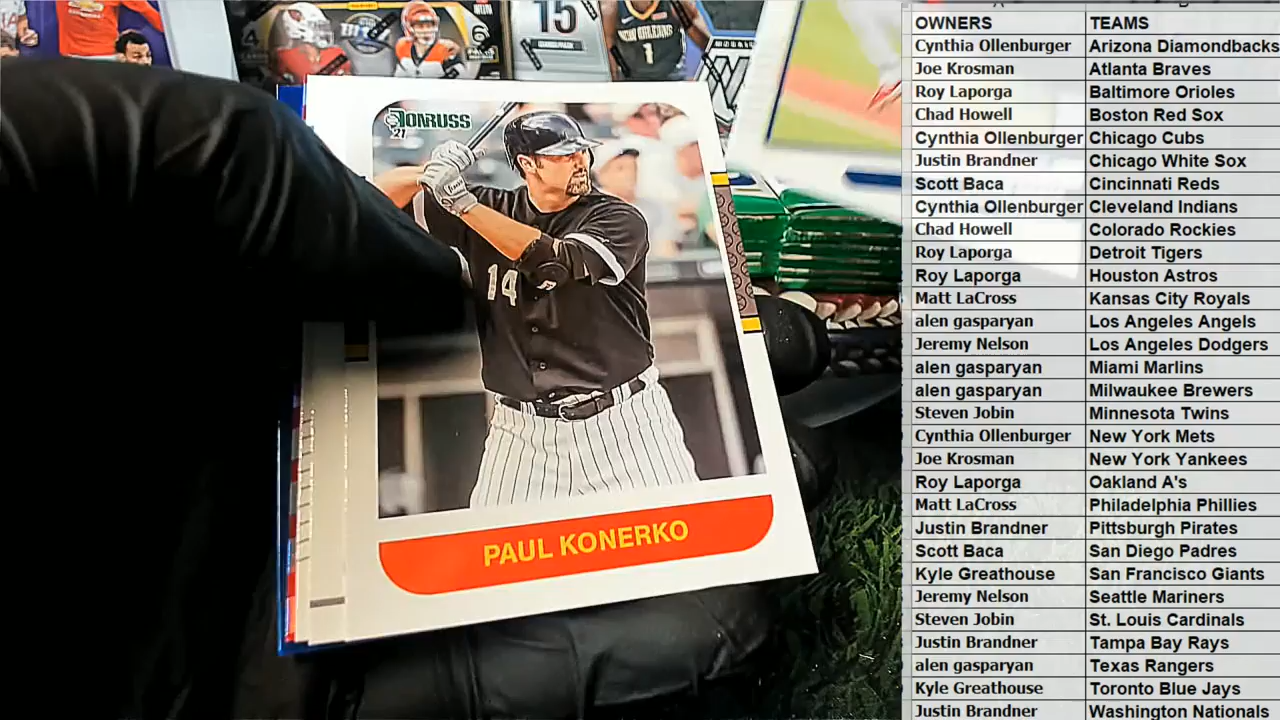 15
NEW ORLEANS
1
DONRUSS
21
14
PAUL KONERKO
OWNERS TEAMS
Cynthia Ollenburger Arizona Diamondbacks
Joe Krosman Atlanta Braves
Roy Laporga Baltimore Orioles
Chad Howell Boston Red Sox
Cynthia Ollenburger Chicago Cubs
Justin Brandner Chicago White Sox
Scott Baca Cincinnati Reds
Cynthia Ollenburger Cleveland Indians
Chad Howell Colorado Rockies
Roy Laporga Detroit Tigers
Roy Laporga Houston Astros
Matt LaCross Kansas City Royals
alen gasparyan Los Angeles Angels
Jeremy Nelson Los Angeles Dodgers
alen gasparyan Miami Marlins
alen gasparyan Milwaukee Brewers
Steven Jobin Minnesota Twins
Cynthia Ollenburger New York Mets
Joe Krosman New York Yankees
Roy Laporga Oakland A's
Matt LaCross Philadelphia Phillies
Justin Brandner Pittsburgh Pirates
Scott Baca San Diego Padres
Kyle Greathouse San Francisco Giants
Jeremy Nelson Seattle Mariners
Steven Jobin St. Louis Cardinals
Justin Brandner Tampa Bay Rays
alen gasparyan Texas Rangers
Kyle Greathouse Toronto Blue Jays
Justin Brandner Washington Nationals